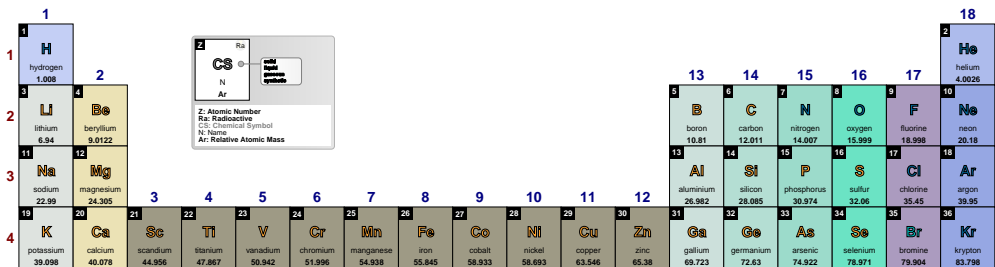 1 18
1 H hydrogen 1.008 2 He helium 4.0026
Z Ra
CS solid
liquid
gaseous
synthetic
N
Ar
Z: Atomic Number
Ra: Radioactive
CS: Chemical Symbol
N: Name
Ar: Relative Atomic Mass
2 13 14 15 16 17
1
2
3
4
3 Li lithium 6.94
4 Be beryllium 9.0122
5 B boron 10.81
6 C carbon 12.011
7 N nitrogen 14.007
8 O oxygen 15.999
9 F fluorine 18.998
10 Ne neon 20.18
11 Na sodium 22.99
12 Mg magnesium 24.305
3 4 5 6 7 8 9 10 11 12
13 Al aluminium 26.982
14 Si silicon 28.085
15 P phosphorus 30.974
16 S sulfur 32.06
17 Cl chlorine 35.45
18 Ar argon 39.95
19 K potassium 39.098
20 Ca calcium 40.078
21 Sc scandium 44.956
22 Ti titanium 47.867
23 V vanadium 50.942
24 Cr chromium 51.996
25 Mn manganese 54.938
26 Fe iron 55.845
27 Co cobalt 58.933
28 Ni nickel 58.693
29 Cu copper 63.546
30 Zn zinc 65.38
31 Ga gallium 69.723
32 Ge germanium 72.63
33 As arsenic 74.922
34 Se selenium 78.971
35 Br bromine 79.904
36 Kr krypton 83.798